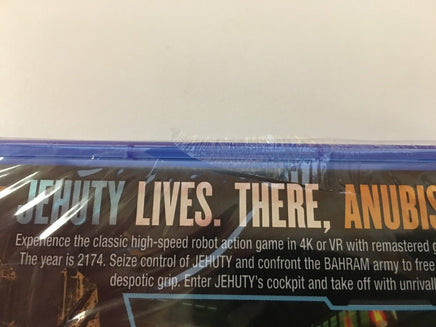 JEHUTY LIVES. THERE, ANUBIS
Experience the classic high-speed robot action game in 4K or VR with remastered
The year is 2174. Seize control of JEHUTY and confront the BAHRAM army to free
despotic grip. Enter JEHUTY's cockpit and take off with